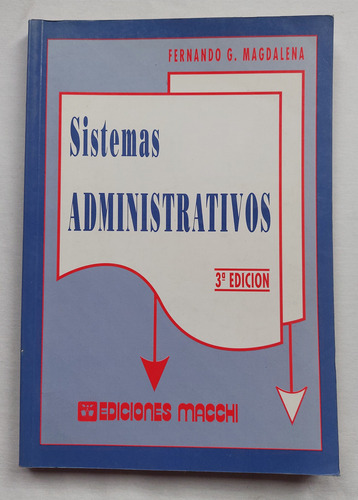 FERNANDO G. MAGDALENA
Sistemas
ADMINISTRATIVOS
3ª EDICION
EDICIONES MACCHI